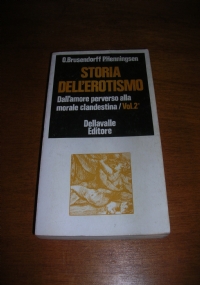 G.Brusendorff P.Henningsen
STORIA
DELL'EROTISMO
Dall'amore perverso alla
morale clandestina / Vol.2°
Dellavalle
Editore